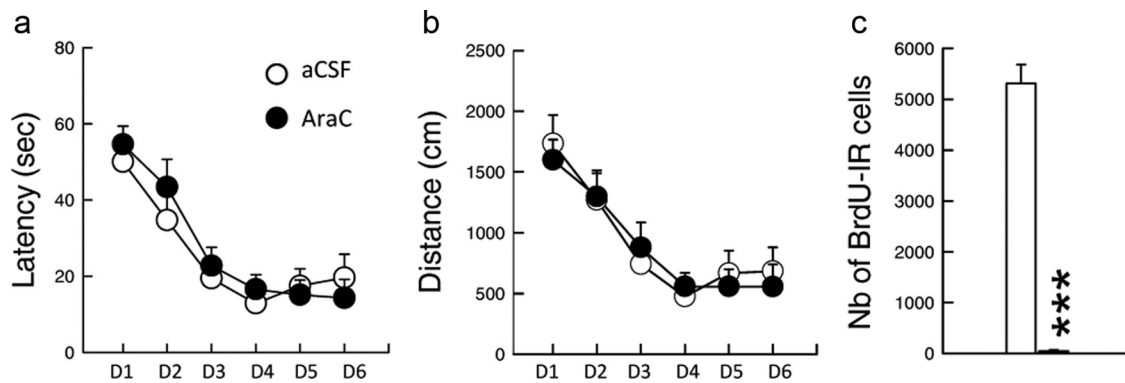 a
80
60
40
20
0
Latency (sec)
aCSF
AraC
D1 D2 D3 D4 D5 D6
b
2500
2000
1500
1000
500
0
Distance (cm)
D1 D2 D3 D4 D5 D6
c
6000
5000
4000
3000
2000
1000
0
Nb of BrdU-IR cells
***